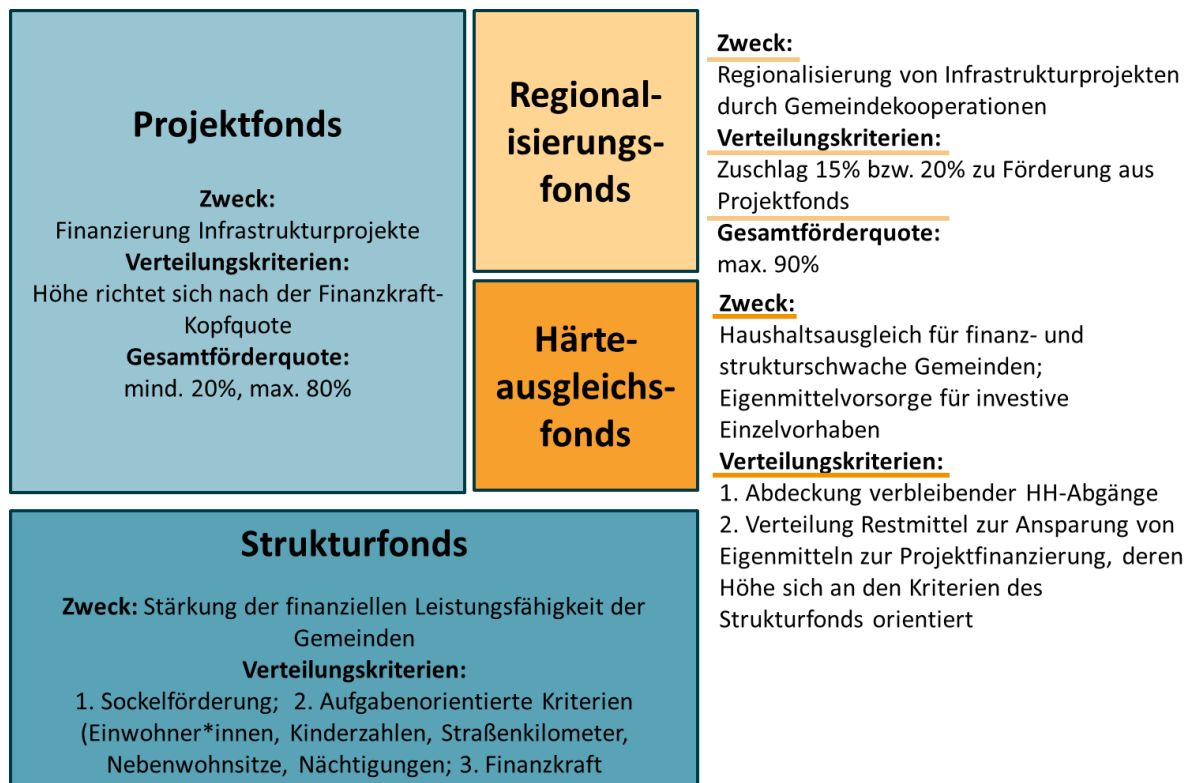 Projektfonds
Zweck:
Finanzierung Infrastrukturprojekte
Verteilungskriterien:
Höhe richtet sich nach der Finanzkraft-
Kopfquote
Gesamtförderquote:
mind. 20%, max. 80%
Regional-
isierungs-
fonds
Zweck:
Regionalisierung von Infrastrukturprojekten
durch Gemeindekooperationen
Verteilungskriterien:
Zuschlag 15% bzw. 20% zu Förderung aus
Projektfonds
Gesamtförderquote:
max. 90%
Härte-
ausgleichs-
fonds
Zweck:
Haushaltsausgleich für finanz- und
strukturschwache Gemeinden;
Eigenmittelvorsorge für investive
Einzelvorhaben
Verteilungskriterien:
1. Abdeckung verbleibender HH-Abgänge
2. Verteilung Restmittel zur Ansparung von
Eigenmitteln zur Projektfinanzierung, deren
Höhe sich an den Kriterien des
Strukturfonds orientiert
Strukturfonds
Zweck: Stärkung der finanziellen Leistungsfähigkeit der
Gemeinden
Verteilungskriterien:
1. Sockelförderung; 2. Aufgabenorientierte Kriterien
(Einwohner*innen, Kinderzahlen, Straßenkilometer,
Nebenwohnsitze, Nächtigungen; 3. Finanzkraft